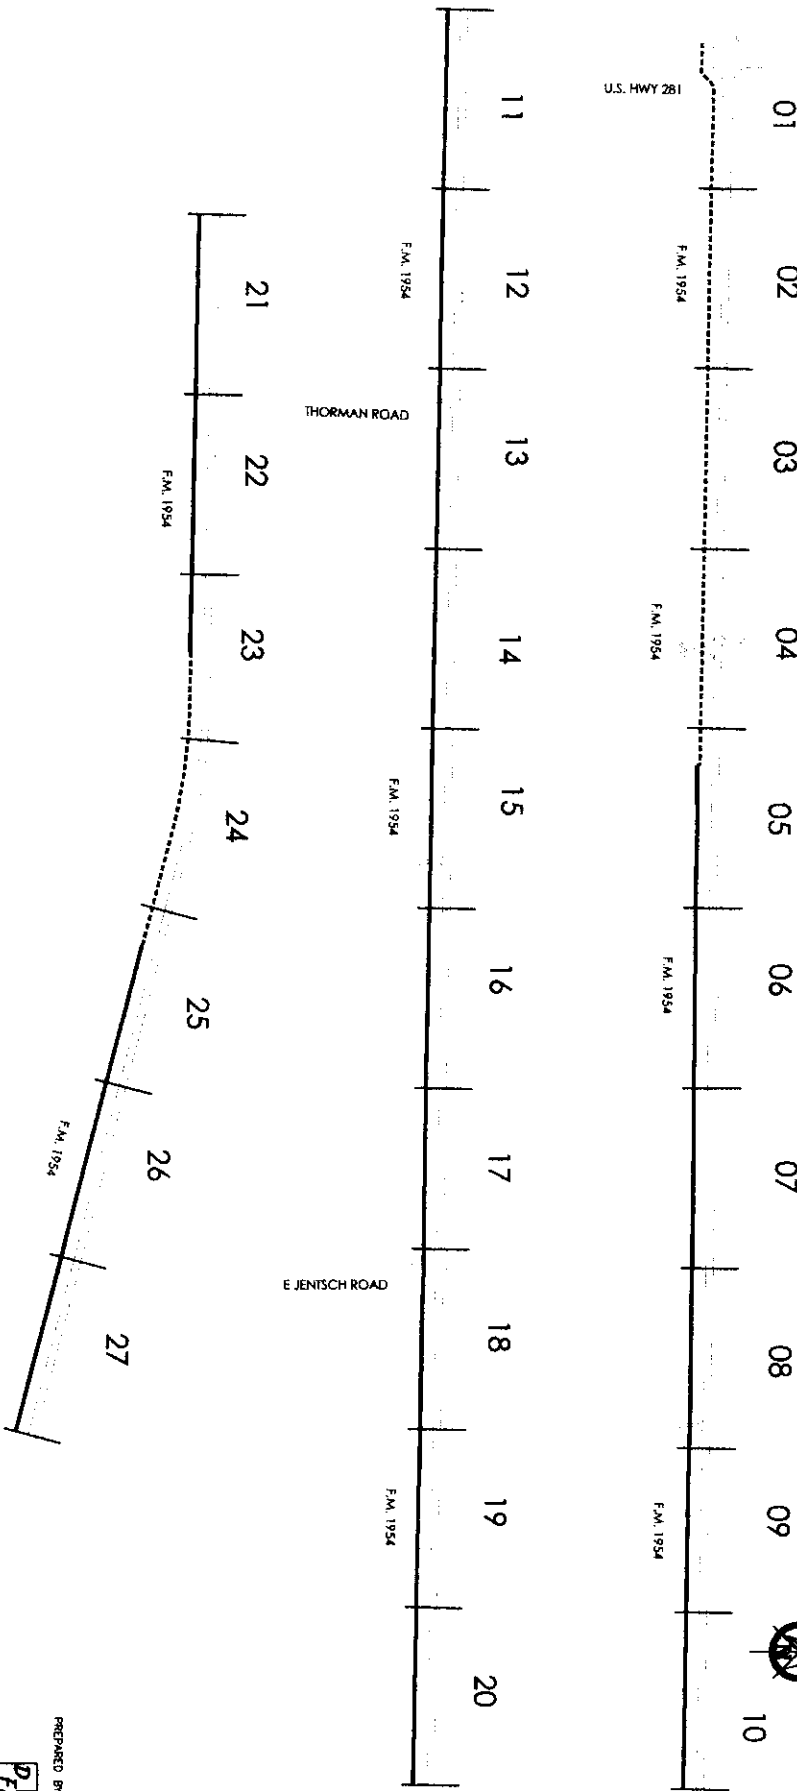 01
02
03
04
05
06
07
08
09
10
U.S. HWY 281
F.M. 1954
F.M. 1954
F.M. 1954
F.M. 1954
11
12
13
14
15
16
17
18
19
20
F.M. 1954
THORMAN ROAD
F.M. 1954
E JENTSCH ROAD
F.M. 1954
21
22
23
24
25
26
27
F.M. 1954
F.M. 1954
PREPARED BY